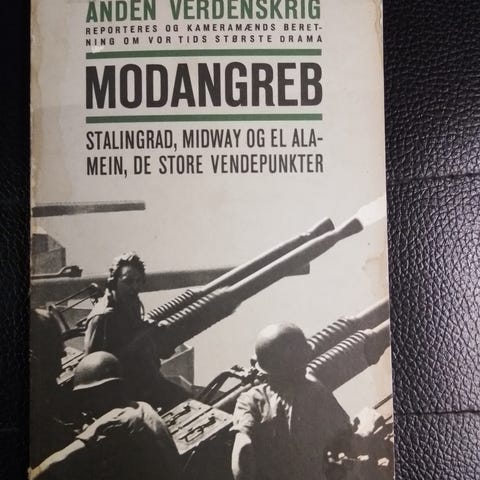 ANDEN VERDENSKRIG
REPORTERES OG KAMERAMÆNDS BERET-
NING OM VOR TIDS STØRSTE DRAMA
MODANGREB
STALINGRAD, MIDWAY OG EL ALA-
MEIN, DE STORE VENDEPUNKTER